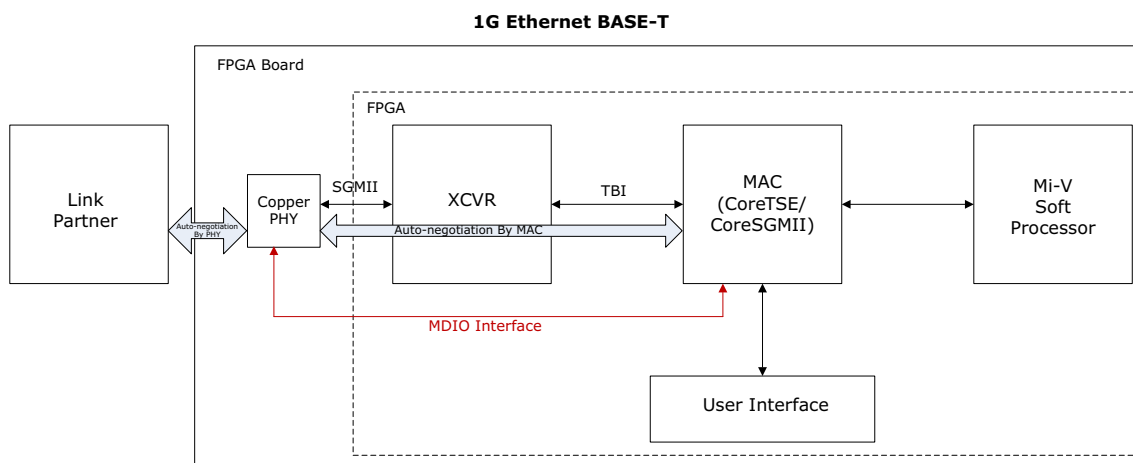 1G Ethernet BASE-T
FPGA Board
FPGA
Link
Partner
Copper
PHY
SGMII
XCVR
TBI
MAC
(CoreTSE/
CoreSGMII)
Mi-V
Soft
Processor
Auto-negotiation
By PHY
Auto-negotiation By MAC
MDIO Interface
User Interface